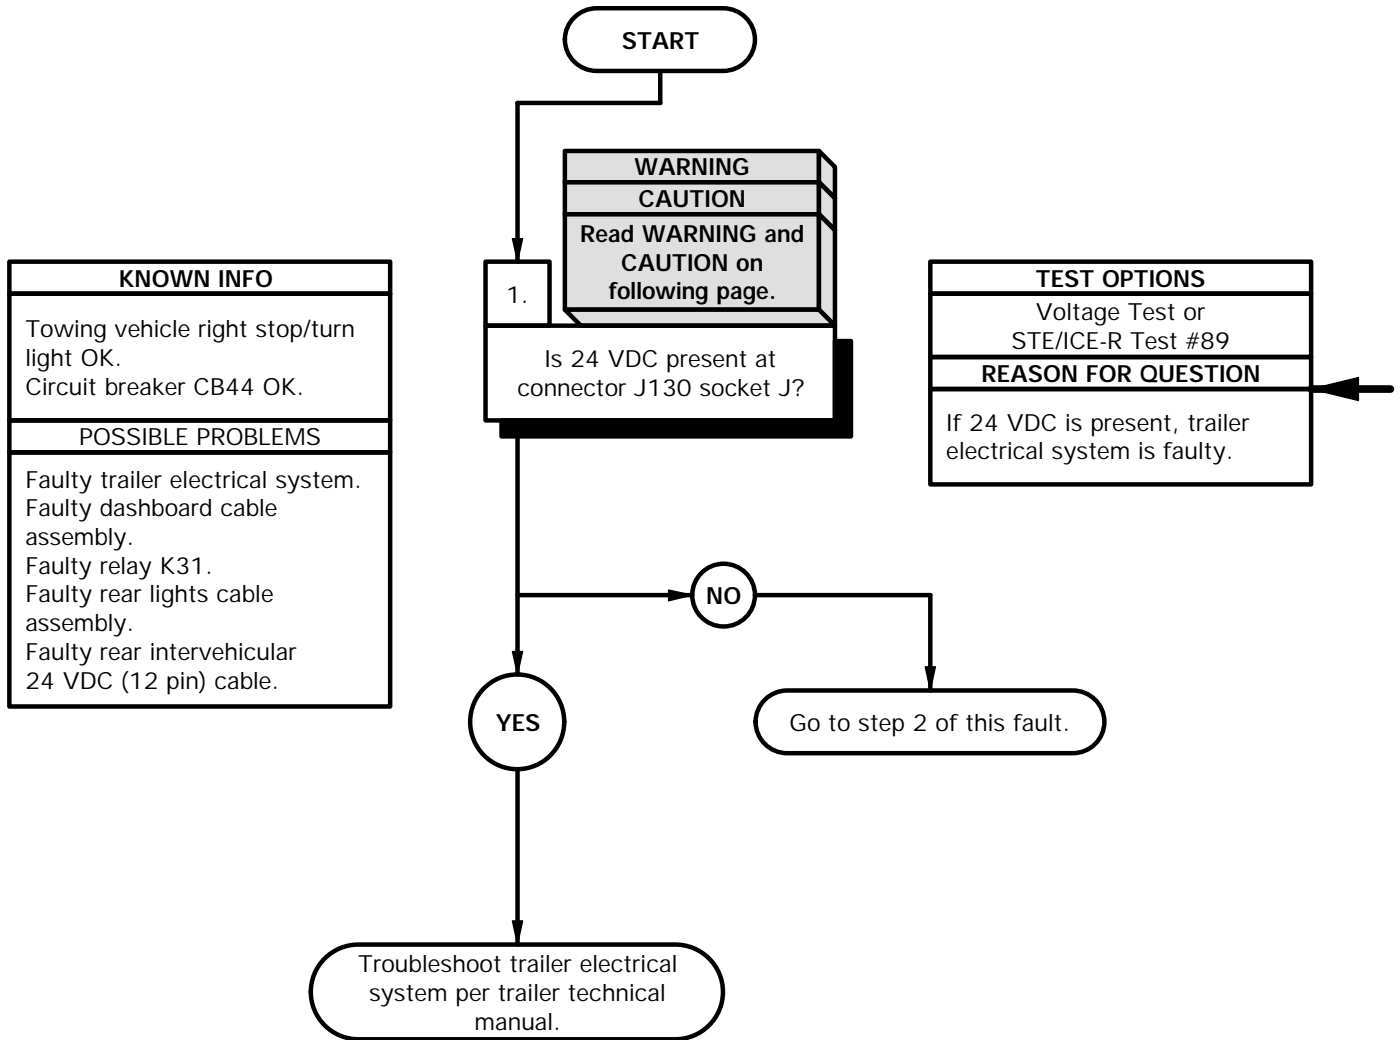 START
WARNING
CAUTION
Read WARNING and
CAUTION on
following page.
KNOWN INFO
Towing vehicle right stop/turn
light OK.
Circuit breaker CB44 OK.
POSSIBLE PROBLEMS
Faulty trailer electrical system.
Faulty dashboard cable
assembly.
Faulty relay K31.
Faulty rear lights cable
assembly.
Faulty rear intervehicular
24 VDC (12 pin) cable.
1.
Is 24 VDC present at
connector J130 socket J?
TEST OPTIONS
Voltage Test or
STE/ICE-R Test #89
REASON FOR QUESTION
If 24 VDC is present, trailer
electrical system is faulty.
NO
YES
Go to step 2 of this fault.
Troubleshoot trailer electrical
system per trailer technical
manual.